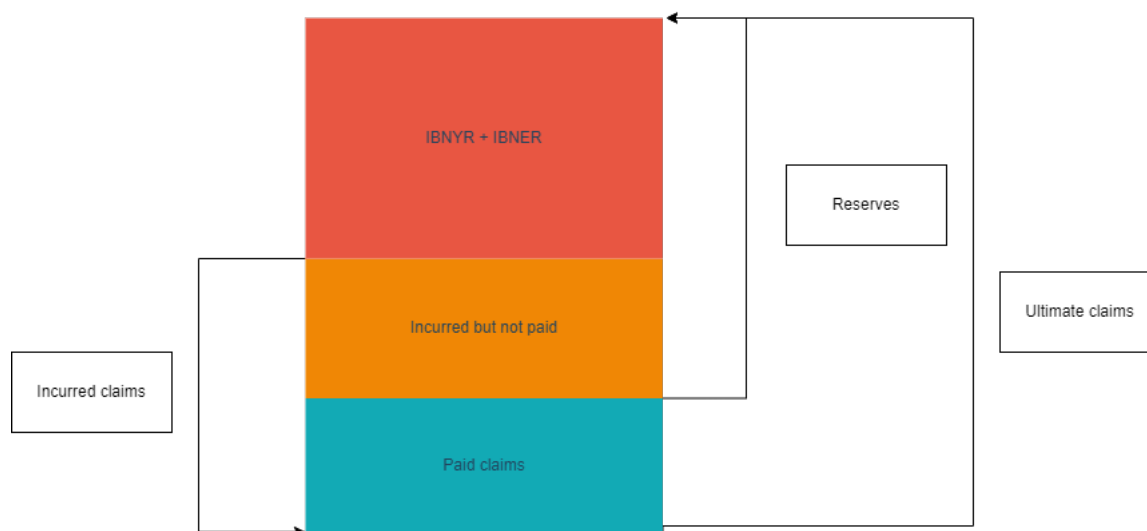 IBNYR + IBNER
Reserves
Ultimate claims
Incurred but not paid
Incurred claims
Paid claims